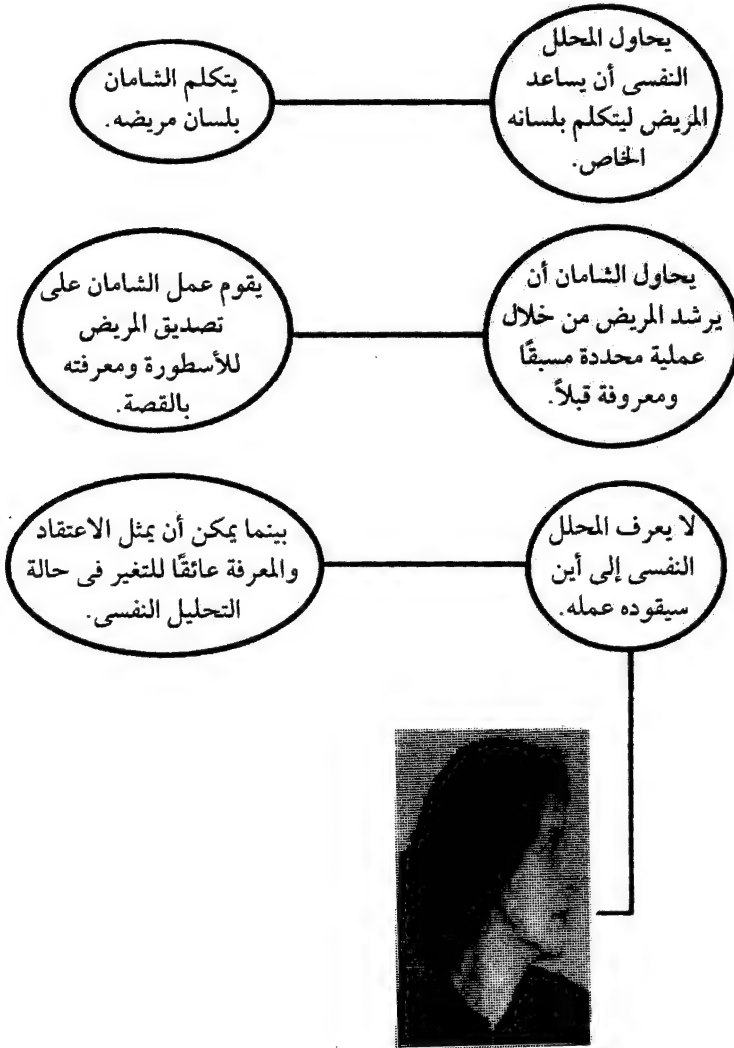 يحاول المحلل
النفسى أن يساعد
المريض ليتكلم بلسانه
الخاص.
يتكلم الشامان
بلسان مريضه.
يحاول الشامان أن
يرشد المريض من خلال
عملية محددة مسبقًا
ومعروفة قبلاً.
يقوم عمل الشامان على
تصديق المريض
للأسطورة ومعرفته
بالقصة.
لا يعرف المحلل
النفسى إلى أين
سيقوده عمله.
بينما يمكن أن يمثل الاعتقاد
والمعرفة عائقًا للتغير فى حالة
التحليل النفسى.